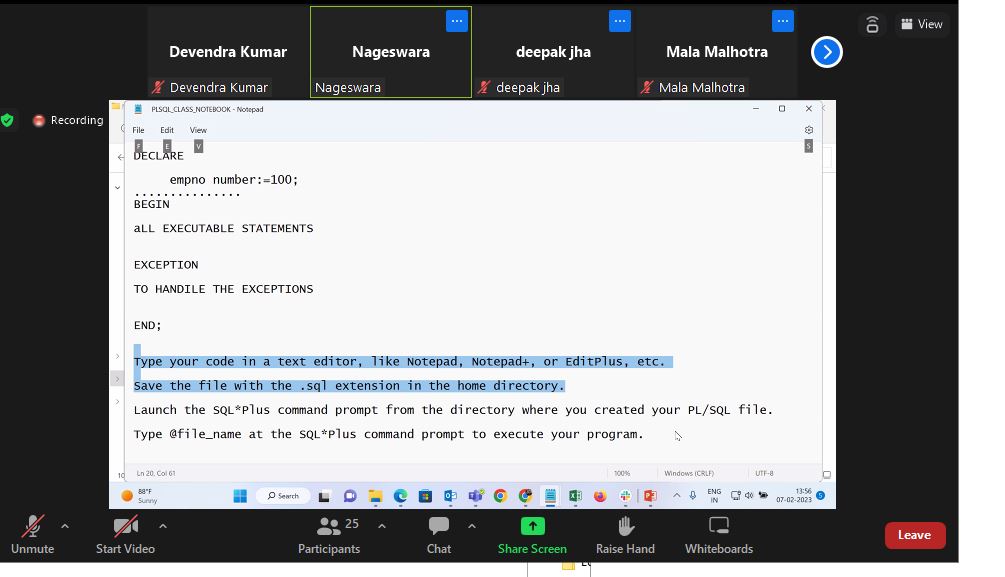 Devendra Kumar
Nageswara
deepak jha
Mala Malhotra
View
Devendra Kumar
Nageswara
deepak jha
Mala Malhotra
Recording
PLSQL_CLASS_NOTEBOOK - Notepad
File Edit View
F E V S
DECLARE
empno number:=100;
...............
BEGIN
aLL EXECUTABLE STATEMENTS
EXCEPTION
TO HANDILE THE EXCEPTIONS
END;
Type your code in a text editor, like Notepad, Notepad+, or EditPlus, etc.
Save the file with the .sql extension in the home directory.
Launch the SQL*Plus command prompt from the directory where you created your PL/SQL file.
Type @file_name at the SQL*Plus command prompt to execute your program.
10
Ln 20, Col 61 100% Windows (CRLF) UTF-8
88°F
Sunny
Search
ENG
IN
13:56
07-02-2023
5
Unmute
Start Video
25
Participants
Chat
Share Screen
Raise Hand
Whiteboards
Leave